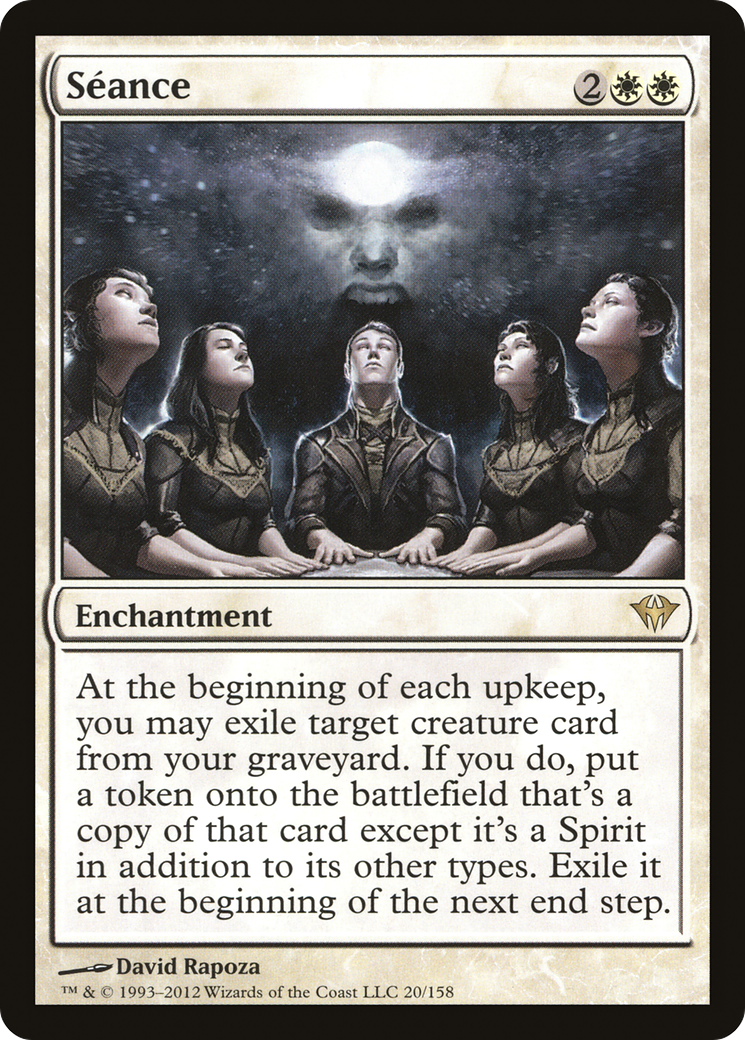 Séance 2
Enchantment
At the beginning of each upkeep,
you may exile target creature card
from your graveyard. If you do, put
a token onto the battlefield that's a
copy of that card except it's a Spirit
in addition to its other types. Exile it
at the beginning of the next end step.
David Rapoza
™ & © 1993–2012 Wizards of the Coast LLC 20/158